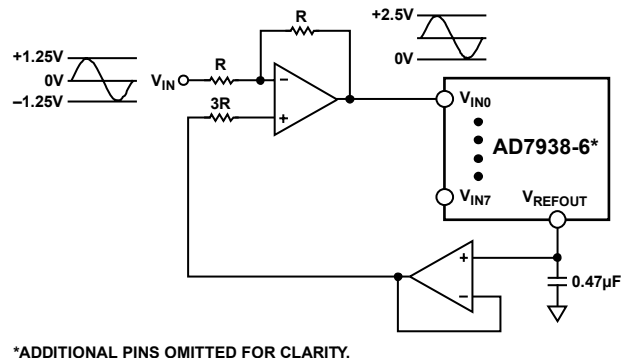 R
+2.5V
+1.25V
0V
–1.25V
VIN
R
0V
3R
–
+
VIN0
AD7938-6*
VIN7
VREFOUT
+
–
0.47µF
*ADDITIONAL PINS OMITTED FOR CLARITY.